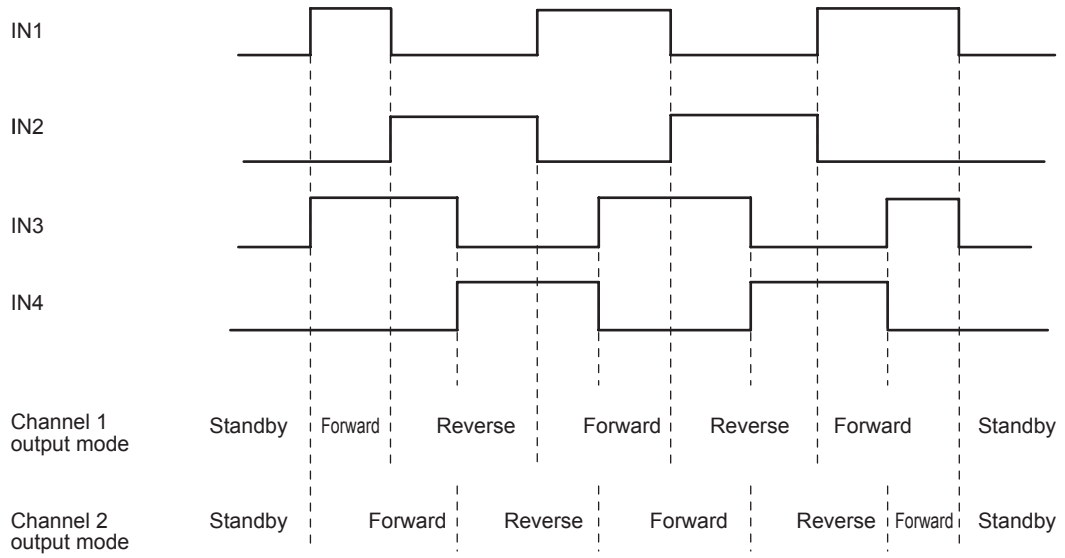 IN1
IN2
IN3
IN4
Channel 1
output mode
Standby Forward Reverse Forward Reverse Forward Standby
Channel 2
output mode
Standby Forward Reverse Forward Reverse Forward Standby